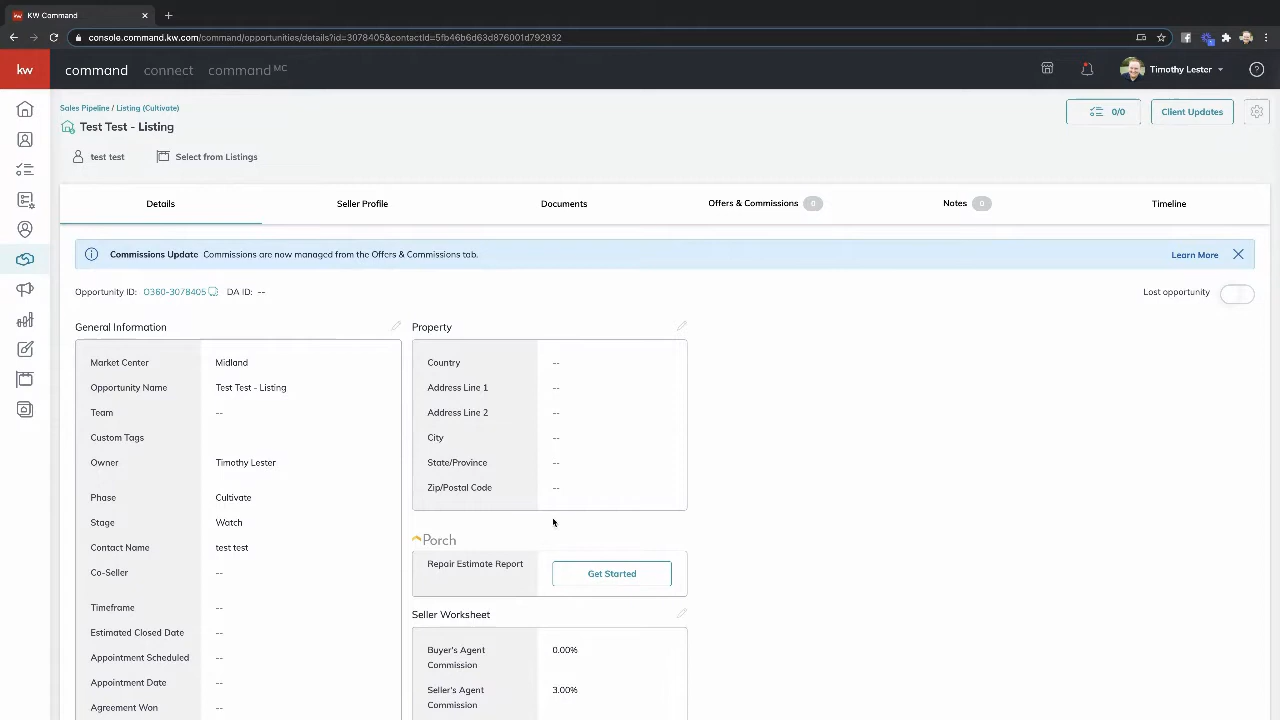 KW Command
console.command.kw.com/command/opportunities/details?id=3078405&contactId=5fb46b6d63d876001d792932
kw command connect command MC Timothy Lester
Sales Pipeline / Listing (Cultivate)
Test Test - Listing
0/0 Client Updates
test test Select from Listings
Details Seller Profile Documents Offers & Commissions 0 Notes 0 Timeline
Commissions Update Commissions are now managed from the Offers & Commissions tab. Learn More
Opportunity ID: O360-3078405 DA ID: -- Lost opportunity
General Information
Market Center Midland
Opportunity Name Test Test - Listing
Team --
Custom Tags
Owner Timothy Lester
Phase Cultivate
Stage Watch
Contact Name test test
Co-Seller --
Timeframe --
Estimated Closed Date --
Appointment Scheduled --
Appointment Date --
Agreement Won --
Property
Country --
Address Line 1 --
Address Line 2 --
City --
State/Province --
Zip/Postal Code --
Porch
Repair Estimate Report Get Started
Seller Worksheet
Buyer's Agent 0.00%
Commission
Seller's Agent 3.00%
Commission